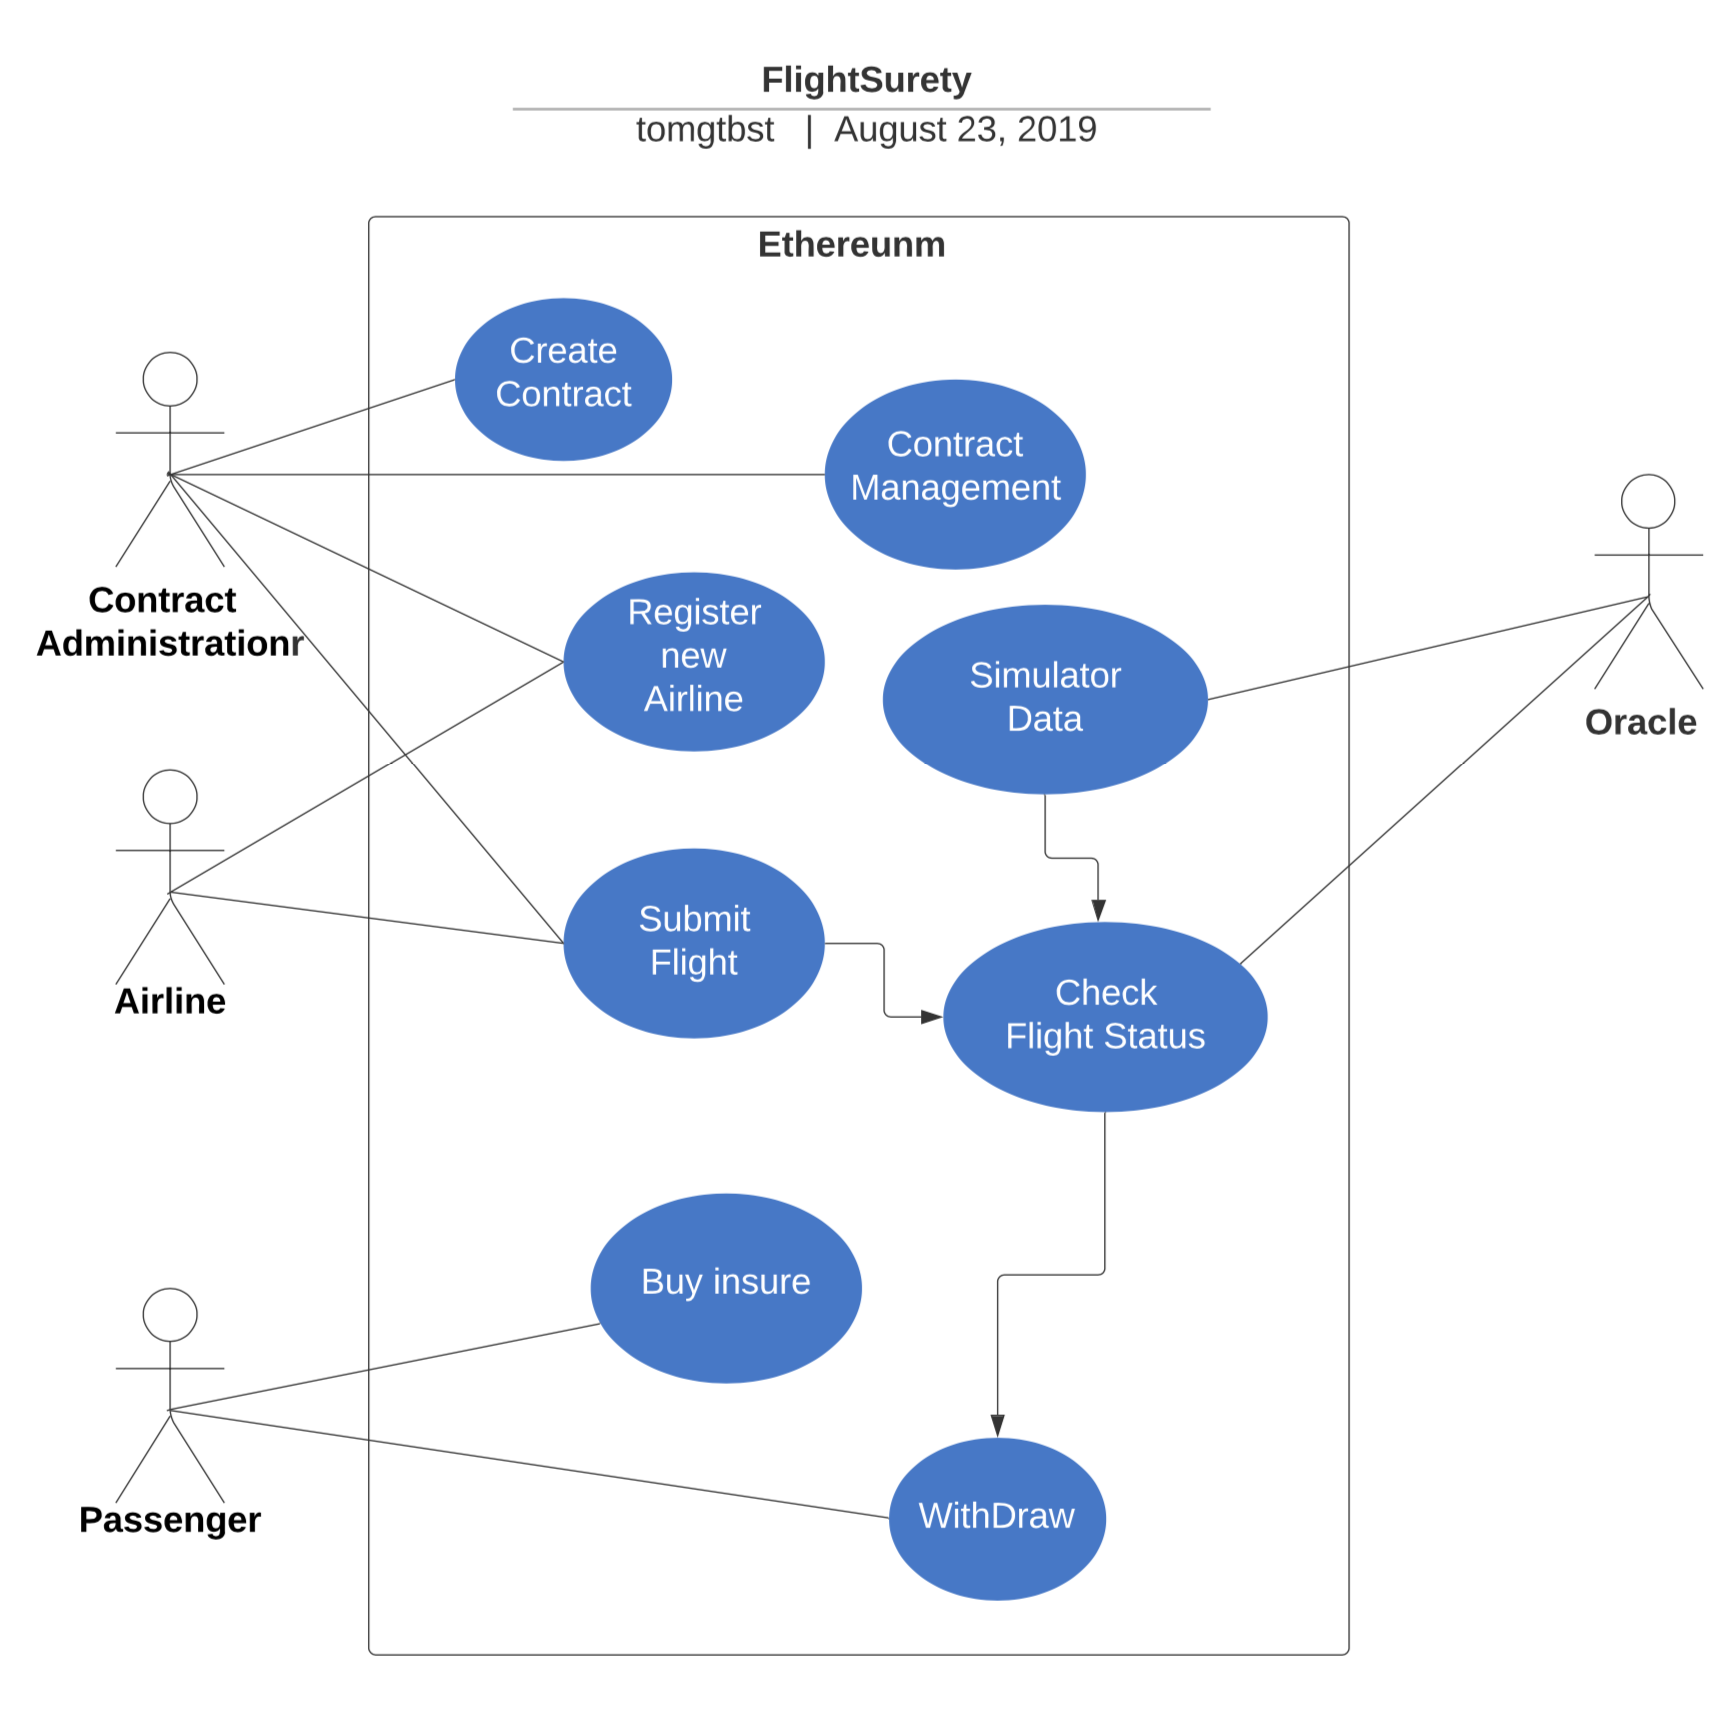 FlightSurety
tomgtbst | August 23, 2019
Ethereunm
Create
Contract
Contract
Management
Contract
Administrationr
Register
new
Airline
Simulator
Data
Oracle
Submit
Flight
Airline
Check
Flight Status
Buy insure
Passenger
WithDraw